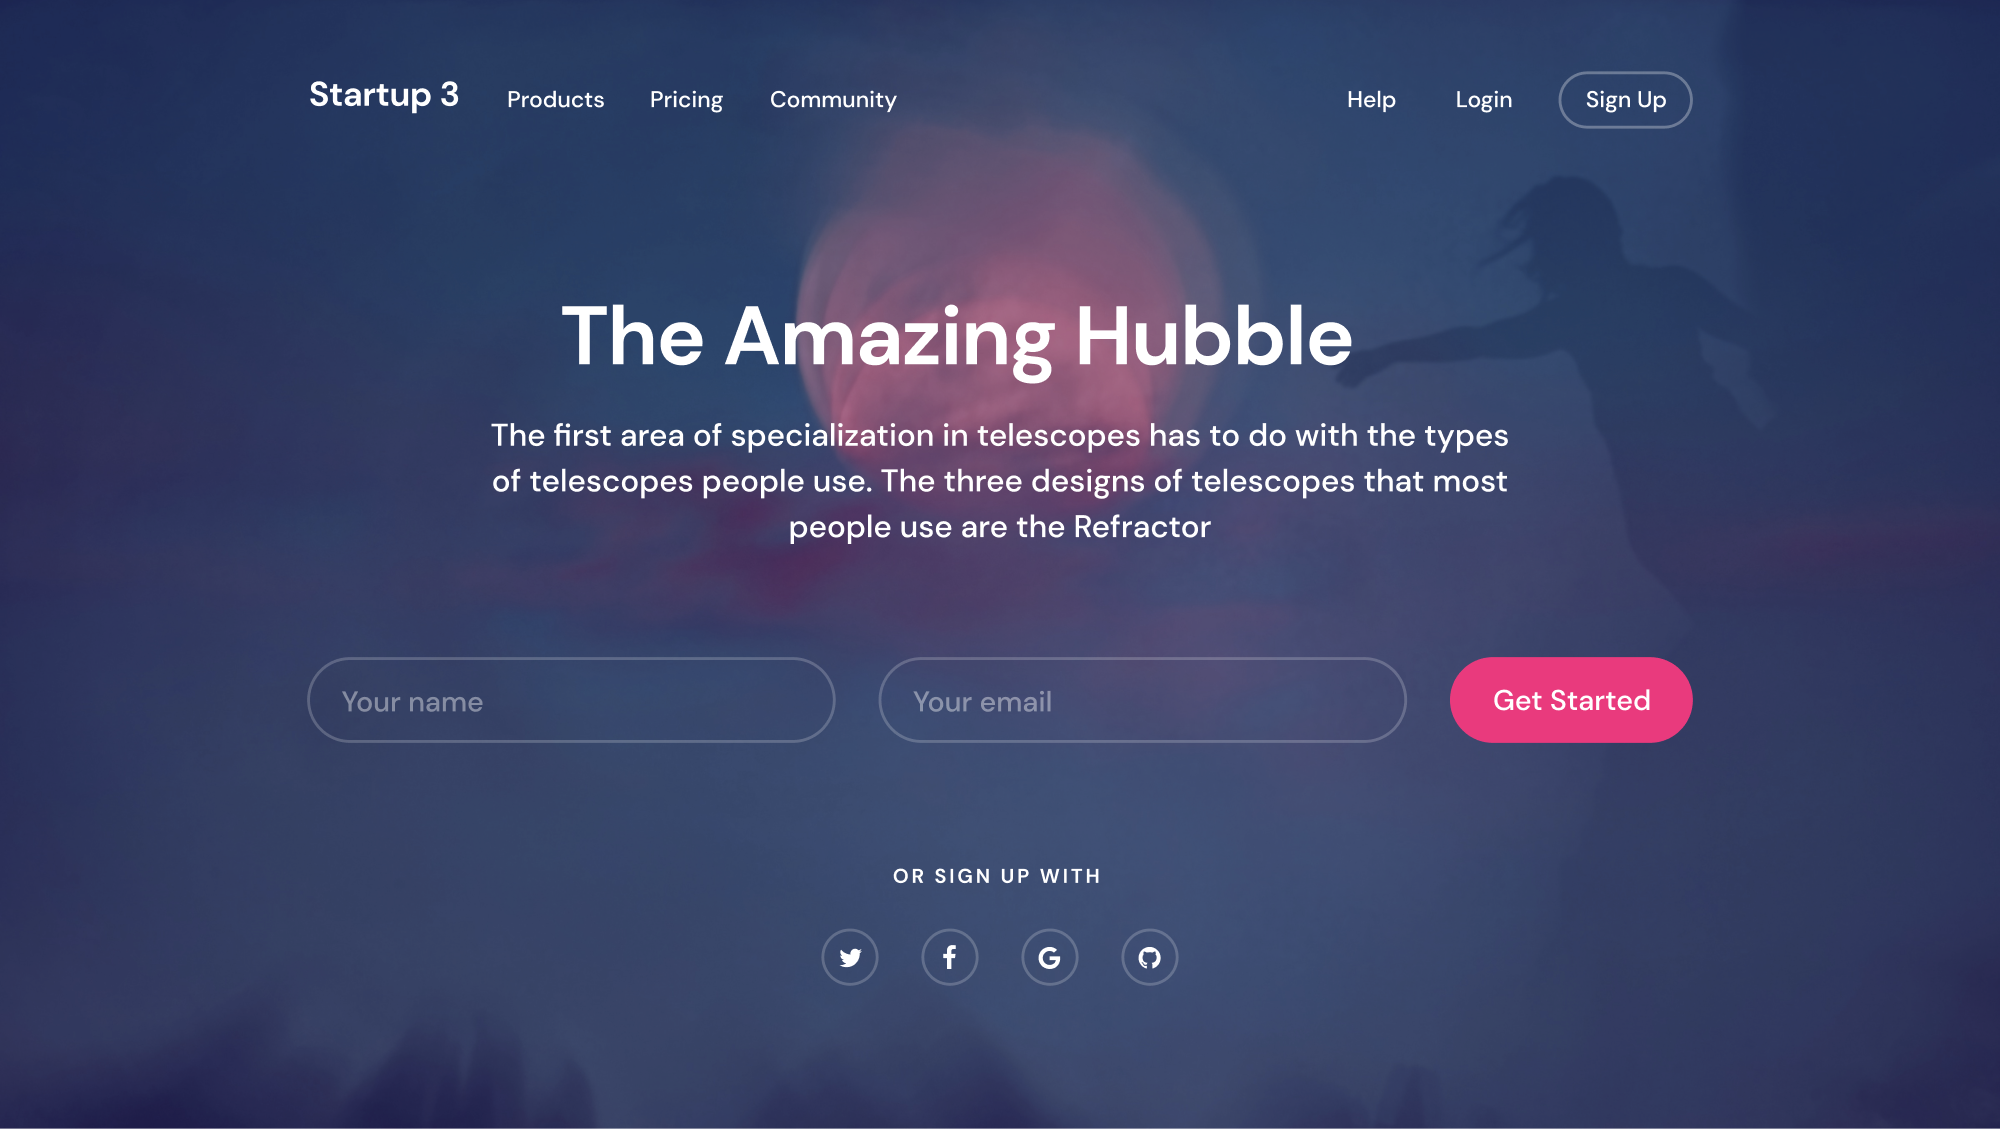 Startup 3
Products
Pricing
Community
Help
Login
Sign Up
The Amazing Hubble
The first area of specialization in telescopes has to do with the types
of telescopes people use. The three designs of telescopes that most
people use are the Refractor
Your name
Your email
Get Started
OR SIGN UP WITH